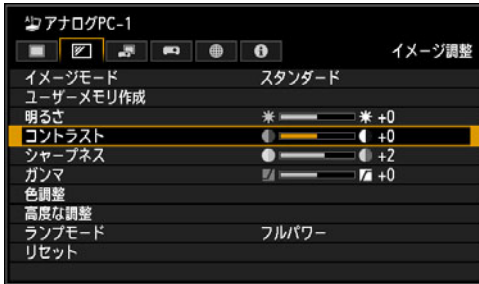 アナログPC-1
イメージ調整
イメージモード スタンダード
ユーザーメモリ作成
明るさ +0
コントラスト +0
シャープネス +2
ガンマ +0
色調整
高度な調整
ランプモード フルパワー
リセット